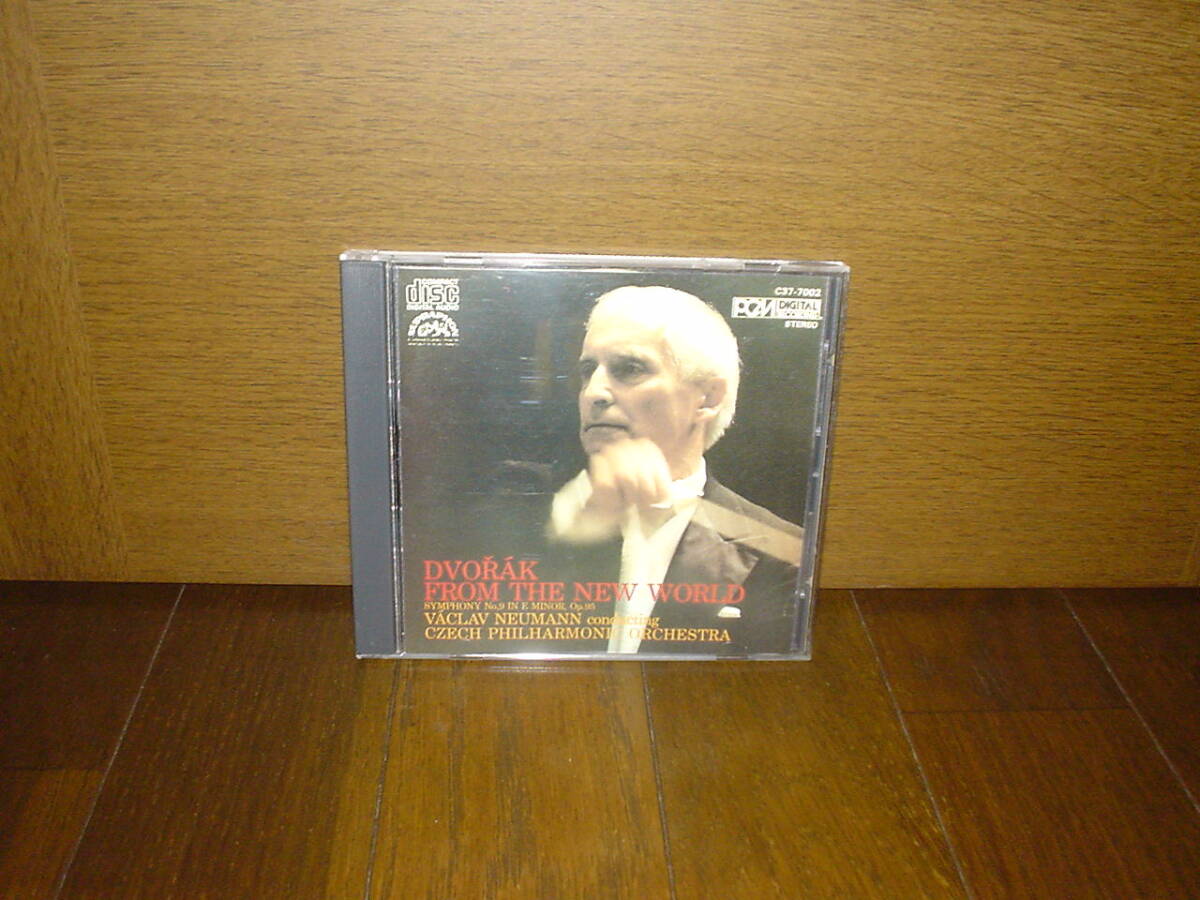 COMPACT
disc
DIGITAL AUDIO
SUPRAPHON
C37-7002
PCM DIGITAL
RECORDING
STEREO
DVOŘÁK
FROM THE NEW WORLD
SYMPHONY No.9 IN E MINOR, Op.95
VÁCLAV NEUMANN conducting
CZECH PHILHARMONIC ORCHESTRA